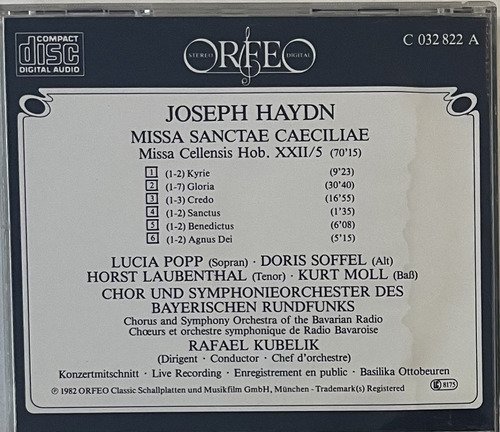 COMPACT
disc
DIGITAL AUDIO
STEREO ORFEO DIGITAL
C 032 822 A
JOSEPH HAYDN
MISSA SANCTAE CAECILIAE
Missa Cellensis Hob. XXII/5 (70'15)
1 (1-2) Kyrie (9'23)
2 (1-7) Gloria (30'40)
3 (1-3) Credo (16'55)
4 (1-2) Sanctus (1'35)
5 (1-2) Benedictus (6'08)
6 (1-2) Agnus Dei (5'15)
LUCIA POPP (Sopran) · DORIS SOFFEL (Alt)
HORST LAUBENTHAL (Tenor) · KURT MOLL (Baß)
CHOR UND SYMPHONIEORCHESTER DES
BAYERISCHEN RUNDFUNKS
Chorus and Symphony Orchestra of the Bavarian Radio
Chœurs et orchestre symphonique de Radio Bavaroise
RAFAEL KUBELIK
(Dirigent · Conductor · Chef d'orchestre)
Konzertmitschnitt · Live Recording · Enregistrement en public · Basilika Ottobeuren
℗ 1982 ORFEO Classic Schallplatten und Musikfilm GmbH, München - Trademark(s) Registered
8175